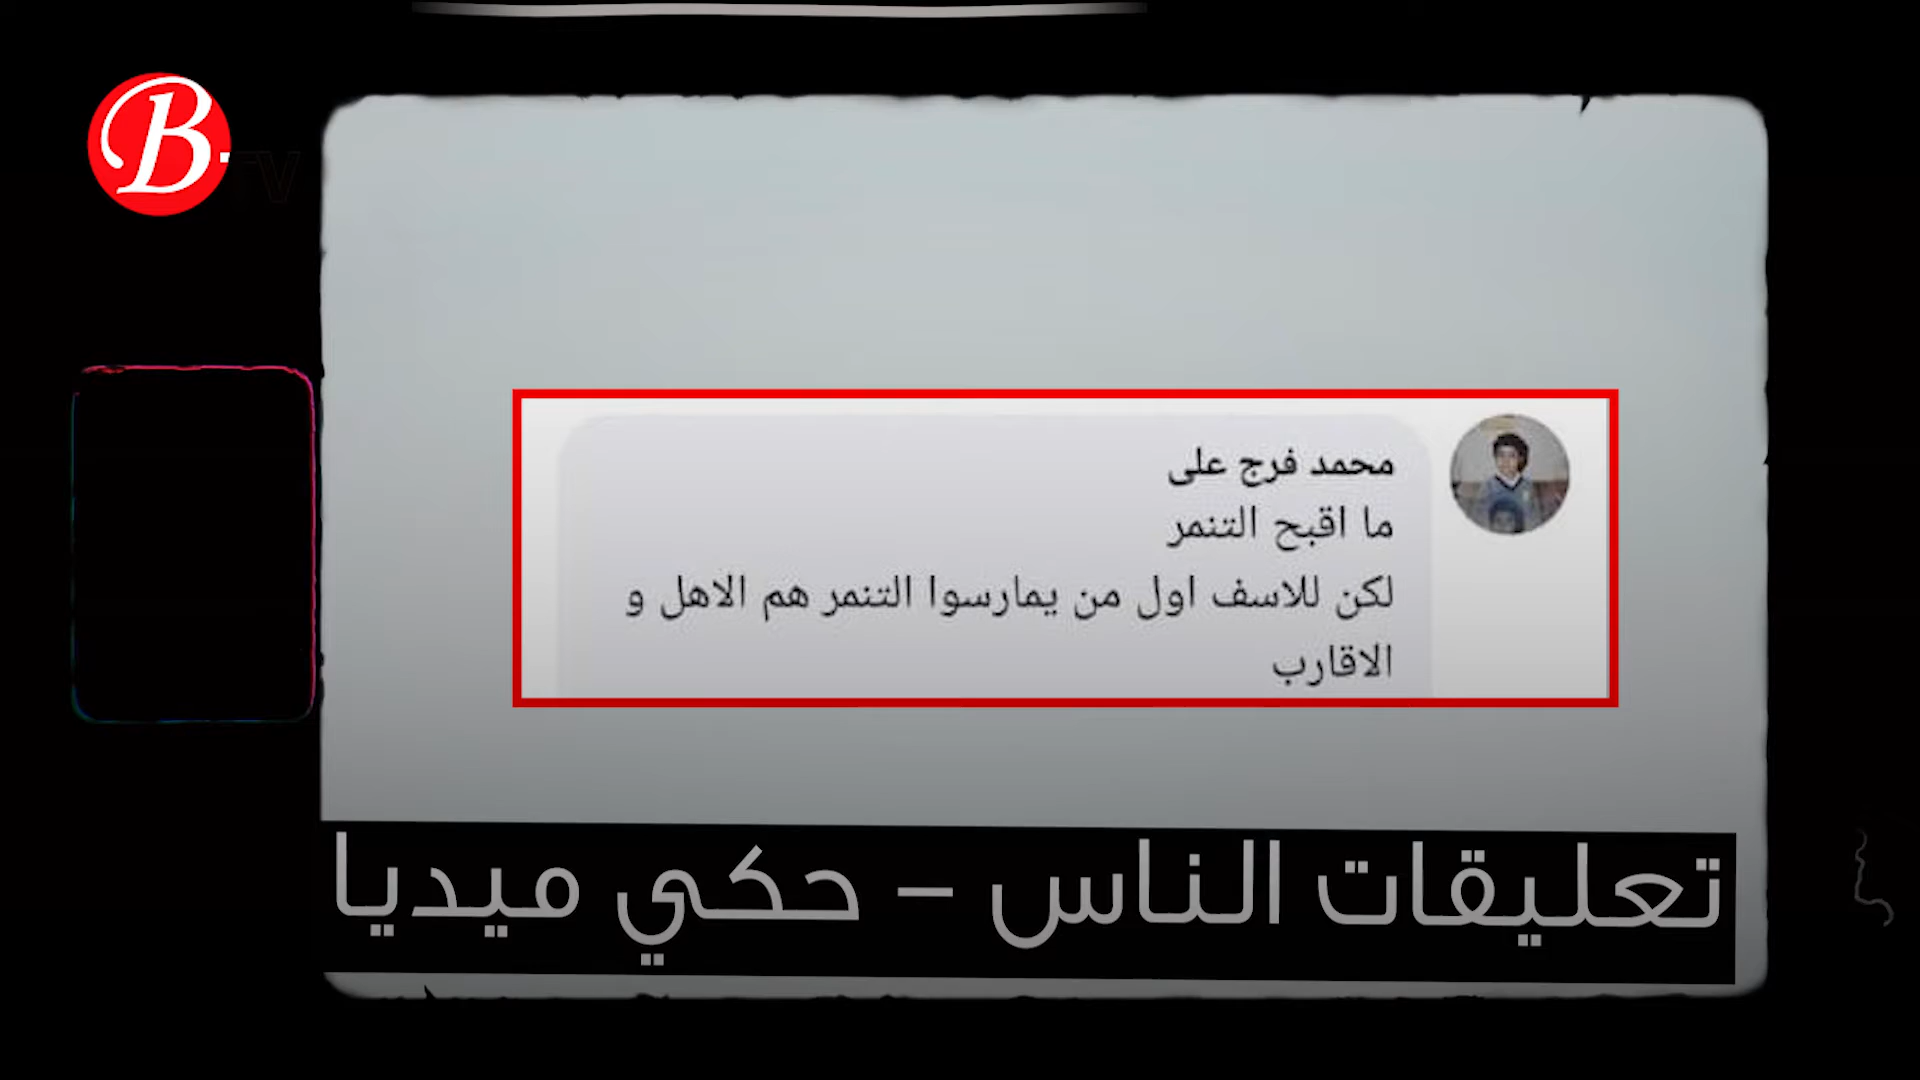 B.
TV
محمد فرج على
ما اقبح التنمر
لكن للاسف اول من يمارسوا التنمر هم الاهل و
الاقارب
تعليقات الناس – حكي ميديا